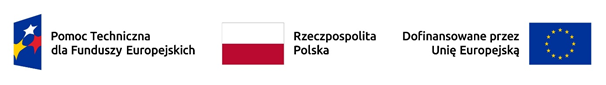 Pomoc Techniczna
dla Funduszy Europejskich
Rzeczpospolita
Polska
Dofinansowane przez
Unię Europejską